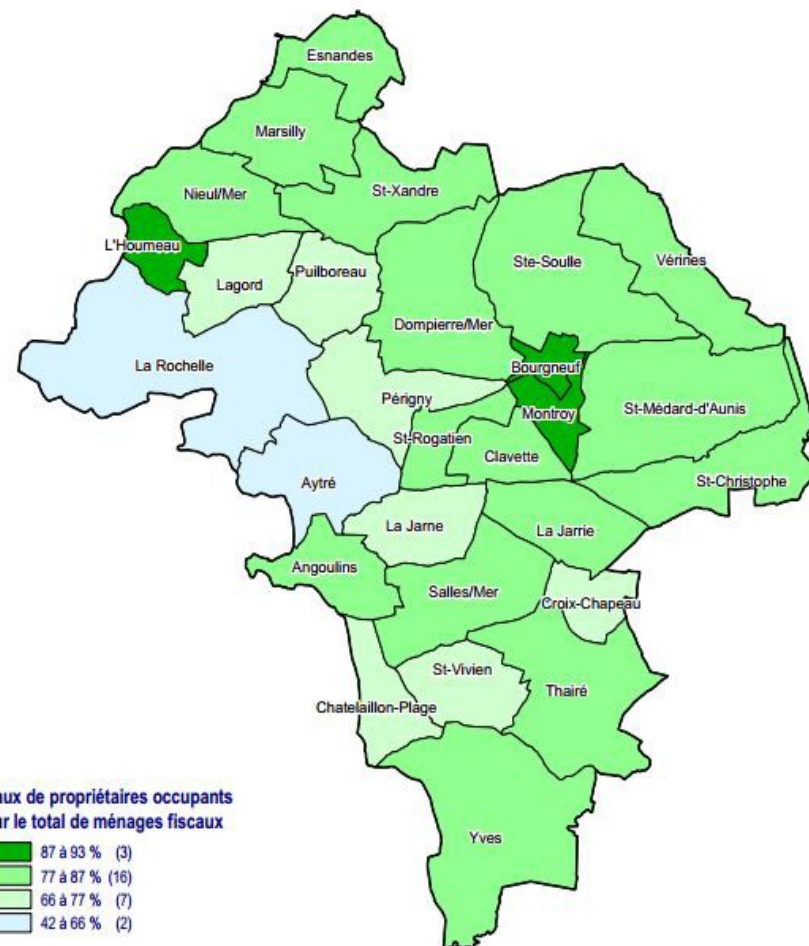 Esnandes
Marsilly
Nieul/Mer
St-Xandre
L'Houmeau
Lagord
Puilboreau
Ste-Soulle
Vérines
Dompierre/Mer
La Rochelle
Bourgneuf
Périgny
Montroy
St-Médard-d'Aunis
St-Rogatien
Clavette
St-Christophe
Aytré
La Jarne
La Jarrie
Angoulins
Salles/Mer
Croix-Chapeau
St-Vivien
Thairé
Chatelaillon-Plage
Yves
aux de propriétaires occupants
ur le total de ménages fiscaux
87 à 93 % (3)
77 à 87 % (16)
66 à 77 % (7)
42 à 66 % (2)